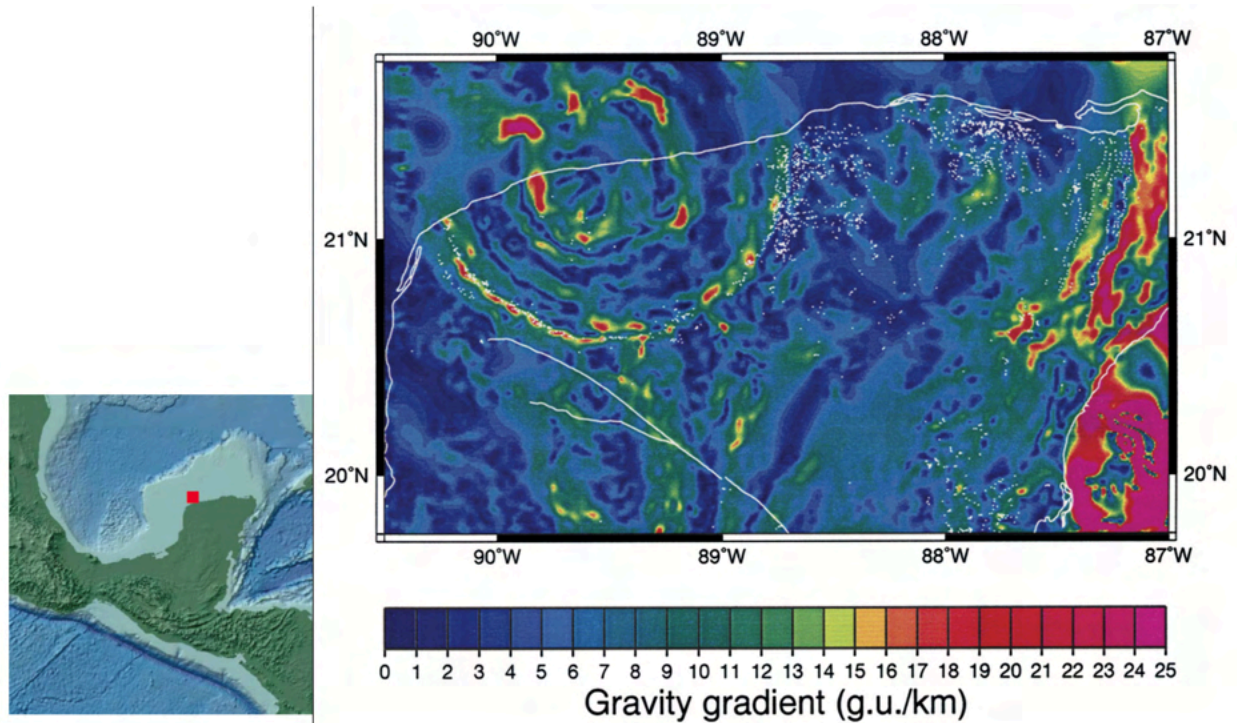 90˚W 89˚W 88˚W 87˚W
21˚N 21˚N
20˚N 20˚N
90˚W 89˚W 88˚W 87˚W
0 1 2 3 4 5 6 7 8 9 10 11 12 13 14 15 16 17 18 19 20 21 22 23 24 25
Gravity gradient (g.u./km)